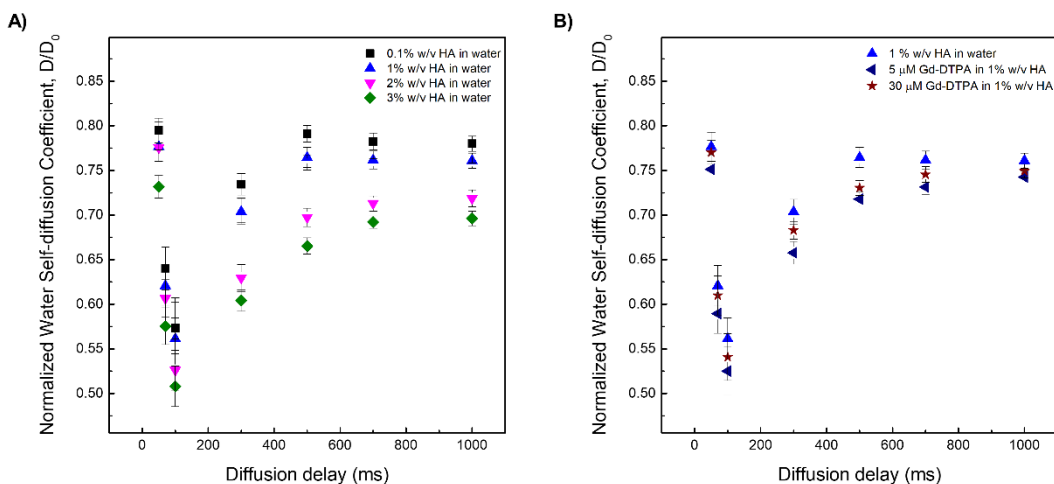 A)
Normalized Water Self-diffusion Coefficient, D/D₀
0.1% w/v HA in water
1% w/v HA in water
2% w/v HA in water
3% w/v HA in water
0.85
0.80
0.75
0.70
0.65
0.60
0.55
0.50
0 200 400 600 800 1000
Diffusion delay (ms)
B)
Normalized Water Self-diffusion Coefficient, D/D₀
1 % w/v HA in water
5 μM Gd-DTPA in 1% w/v HA
30 μM Gd-DTPA in 1% w/v HA
0.85
0.80
0.75
0.70
0.65
0.60
0.55
0.50
0 200 400 600 800 1000
Diffusion delay (ms)